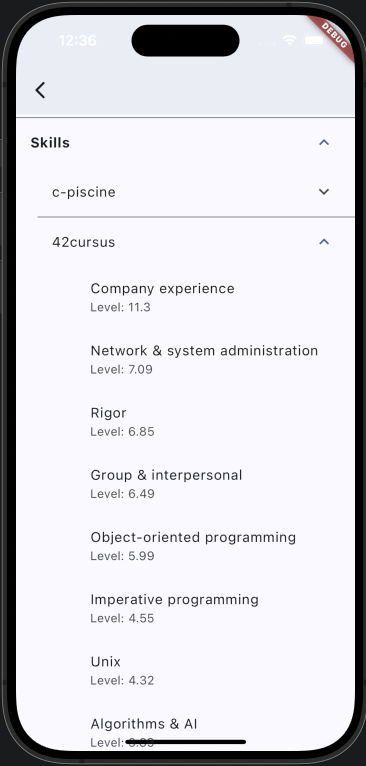 12:36
DEBUG
Skills
c-piscine
42cursus
Company experience
Level: 11.3
Network & system administration
Level: 7.09
Rigor
Level: 6.85
Group & interpersonal
Level: 6.49
Object-oriented programming
Level: 5.99
Imperative programming
Level: 4.55
Unix
Level: 4.32
Algorithms & AI
Level: